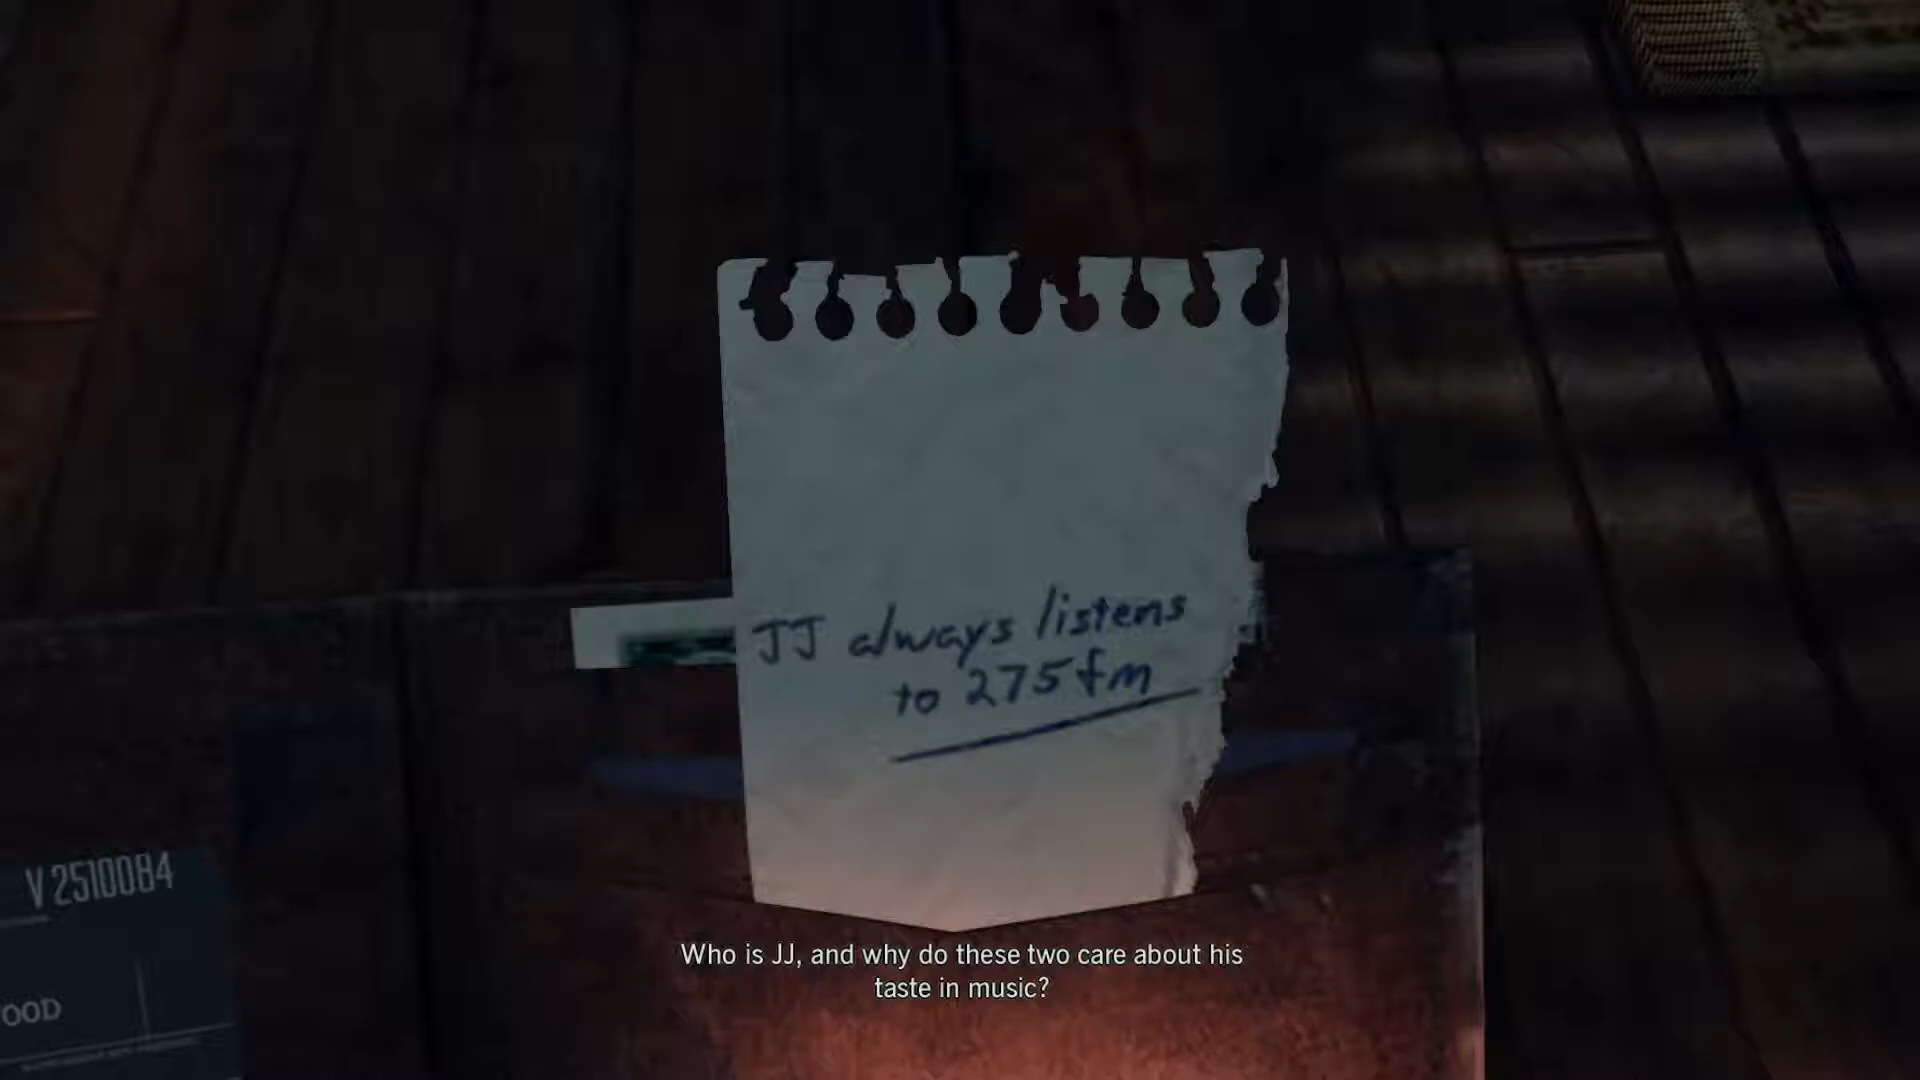 JJ always listens
to 275fm
V 2510084
OOD
Who is JJ, and why do these two care about his
taste in music?